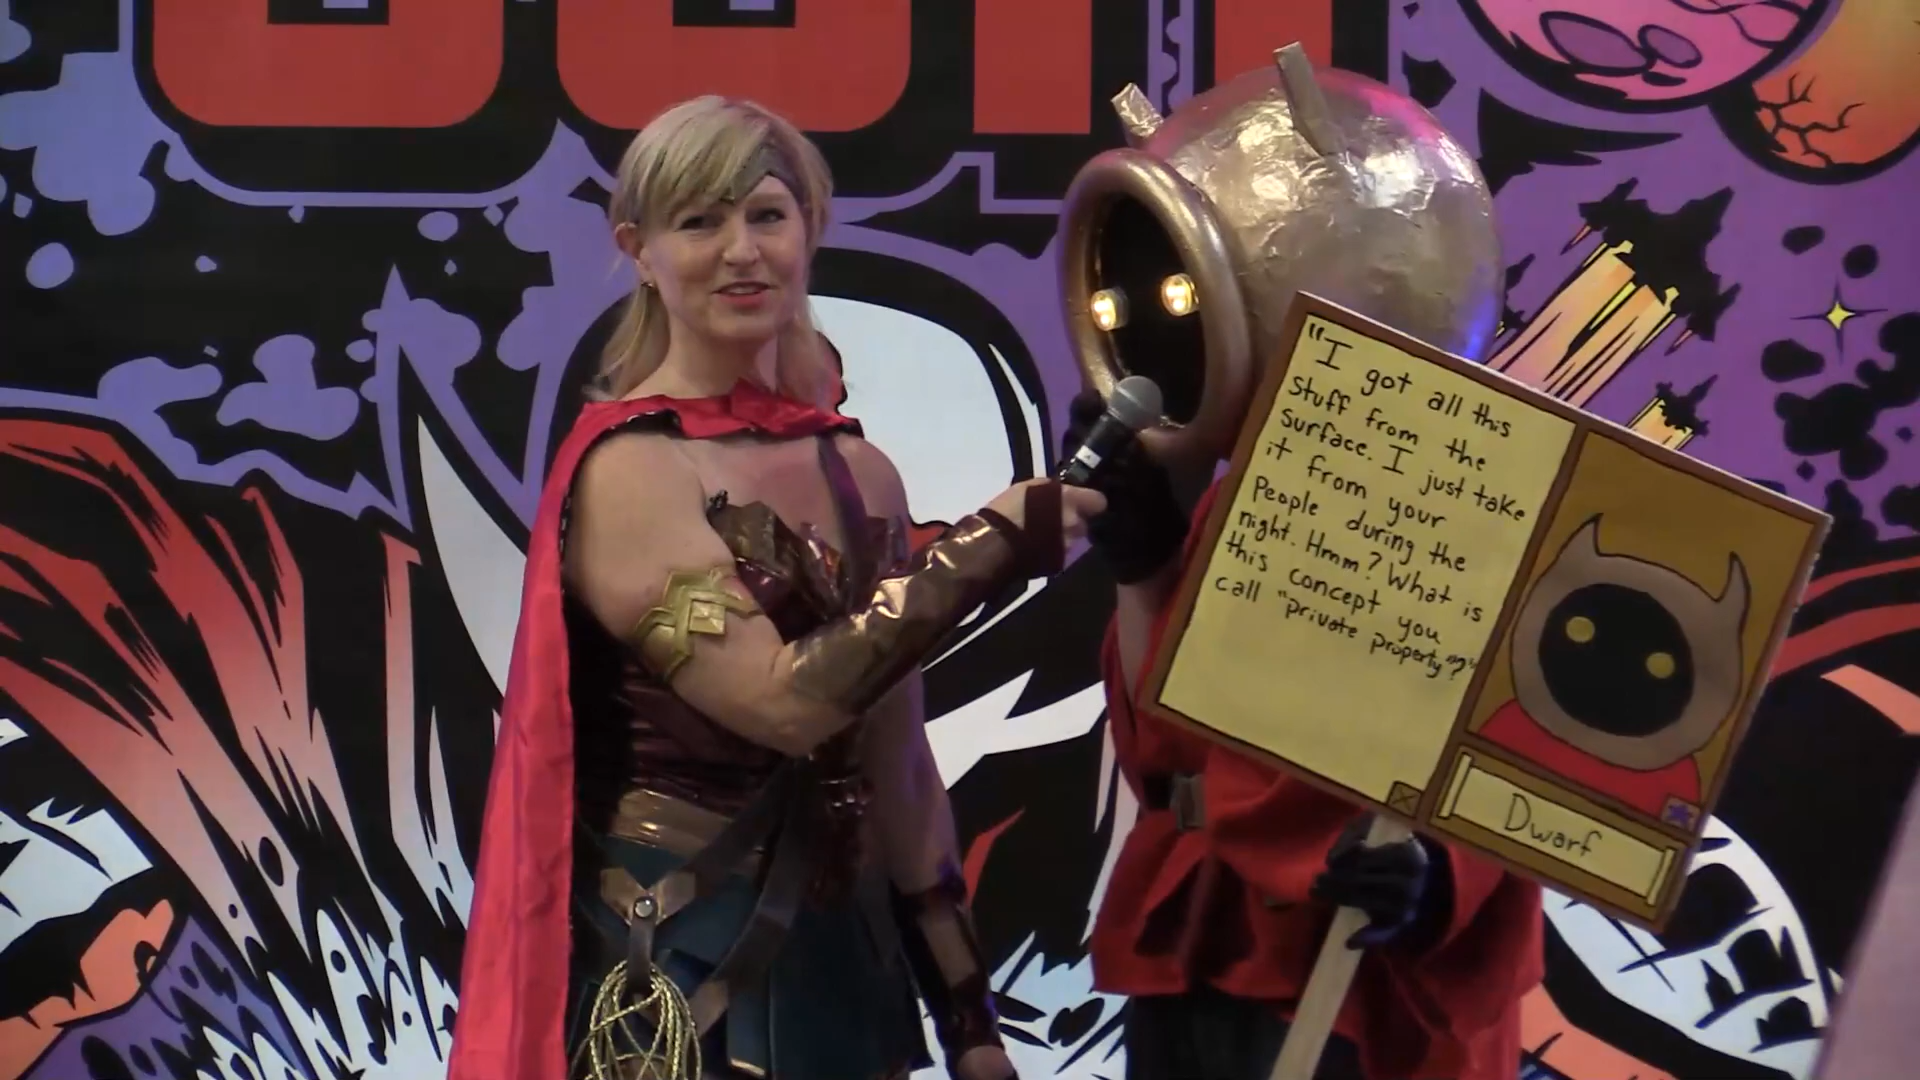 "I got all this
stuff from the
surface. I just take
it from your
People during the
night. Hmm? What is
this concept you
call "private property"?"
Dwarf